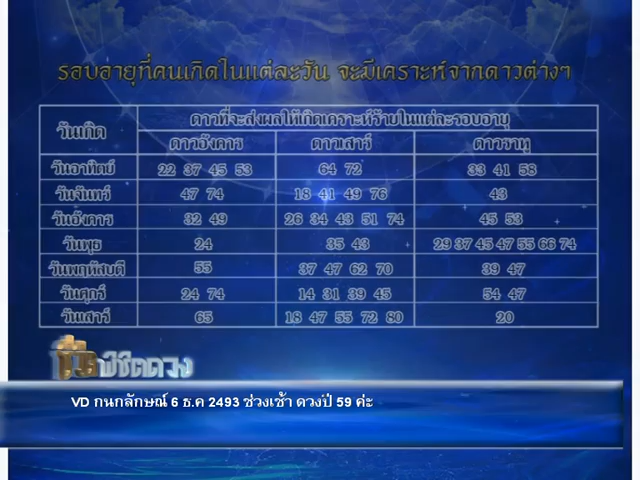 รอบอายุที่คนเกิดในแต่ละวัน จะมีเคราะห์จากดาวต่างๆ
วันเกิด ดาวที่จะส่งผลให้เกิดเคราะห์ร้ายในแต่ละรอบอายุ
ดาวอังคาร ดาวเสาร์ ดาวราหู
วันอาทิตย์ 22 37 45 53 64 72 33 41 58
วันจันทร์ 47 74 18 41 49 76 43
วันอังคาร 32 49 26 34 43 51 74 45 53
วันพุธ 24 35 43 29 37 45 47 55 66 74
วันพฤหัสบดี 55 37 47 62 70 39 47
วันศุกร์ 24 74 14 31 39 45 54 47
วันเสาร์ 65 18 47 55 72 80 20
พิชิตดวง
VD กนกลักษณ์ 6 ธ.ค 2493 ช่วงเช้า ดวงปี 59 ค่ะ